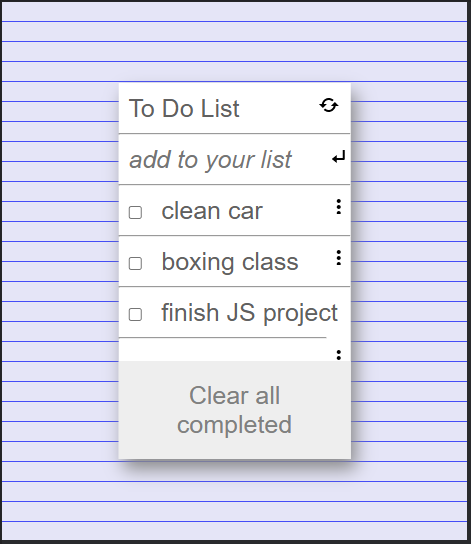 To Do List
add to your list
clean car
boxing class
finish JS project
Clear all
completed